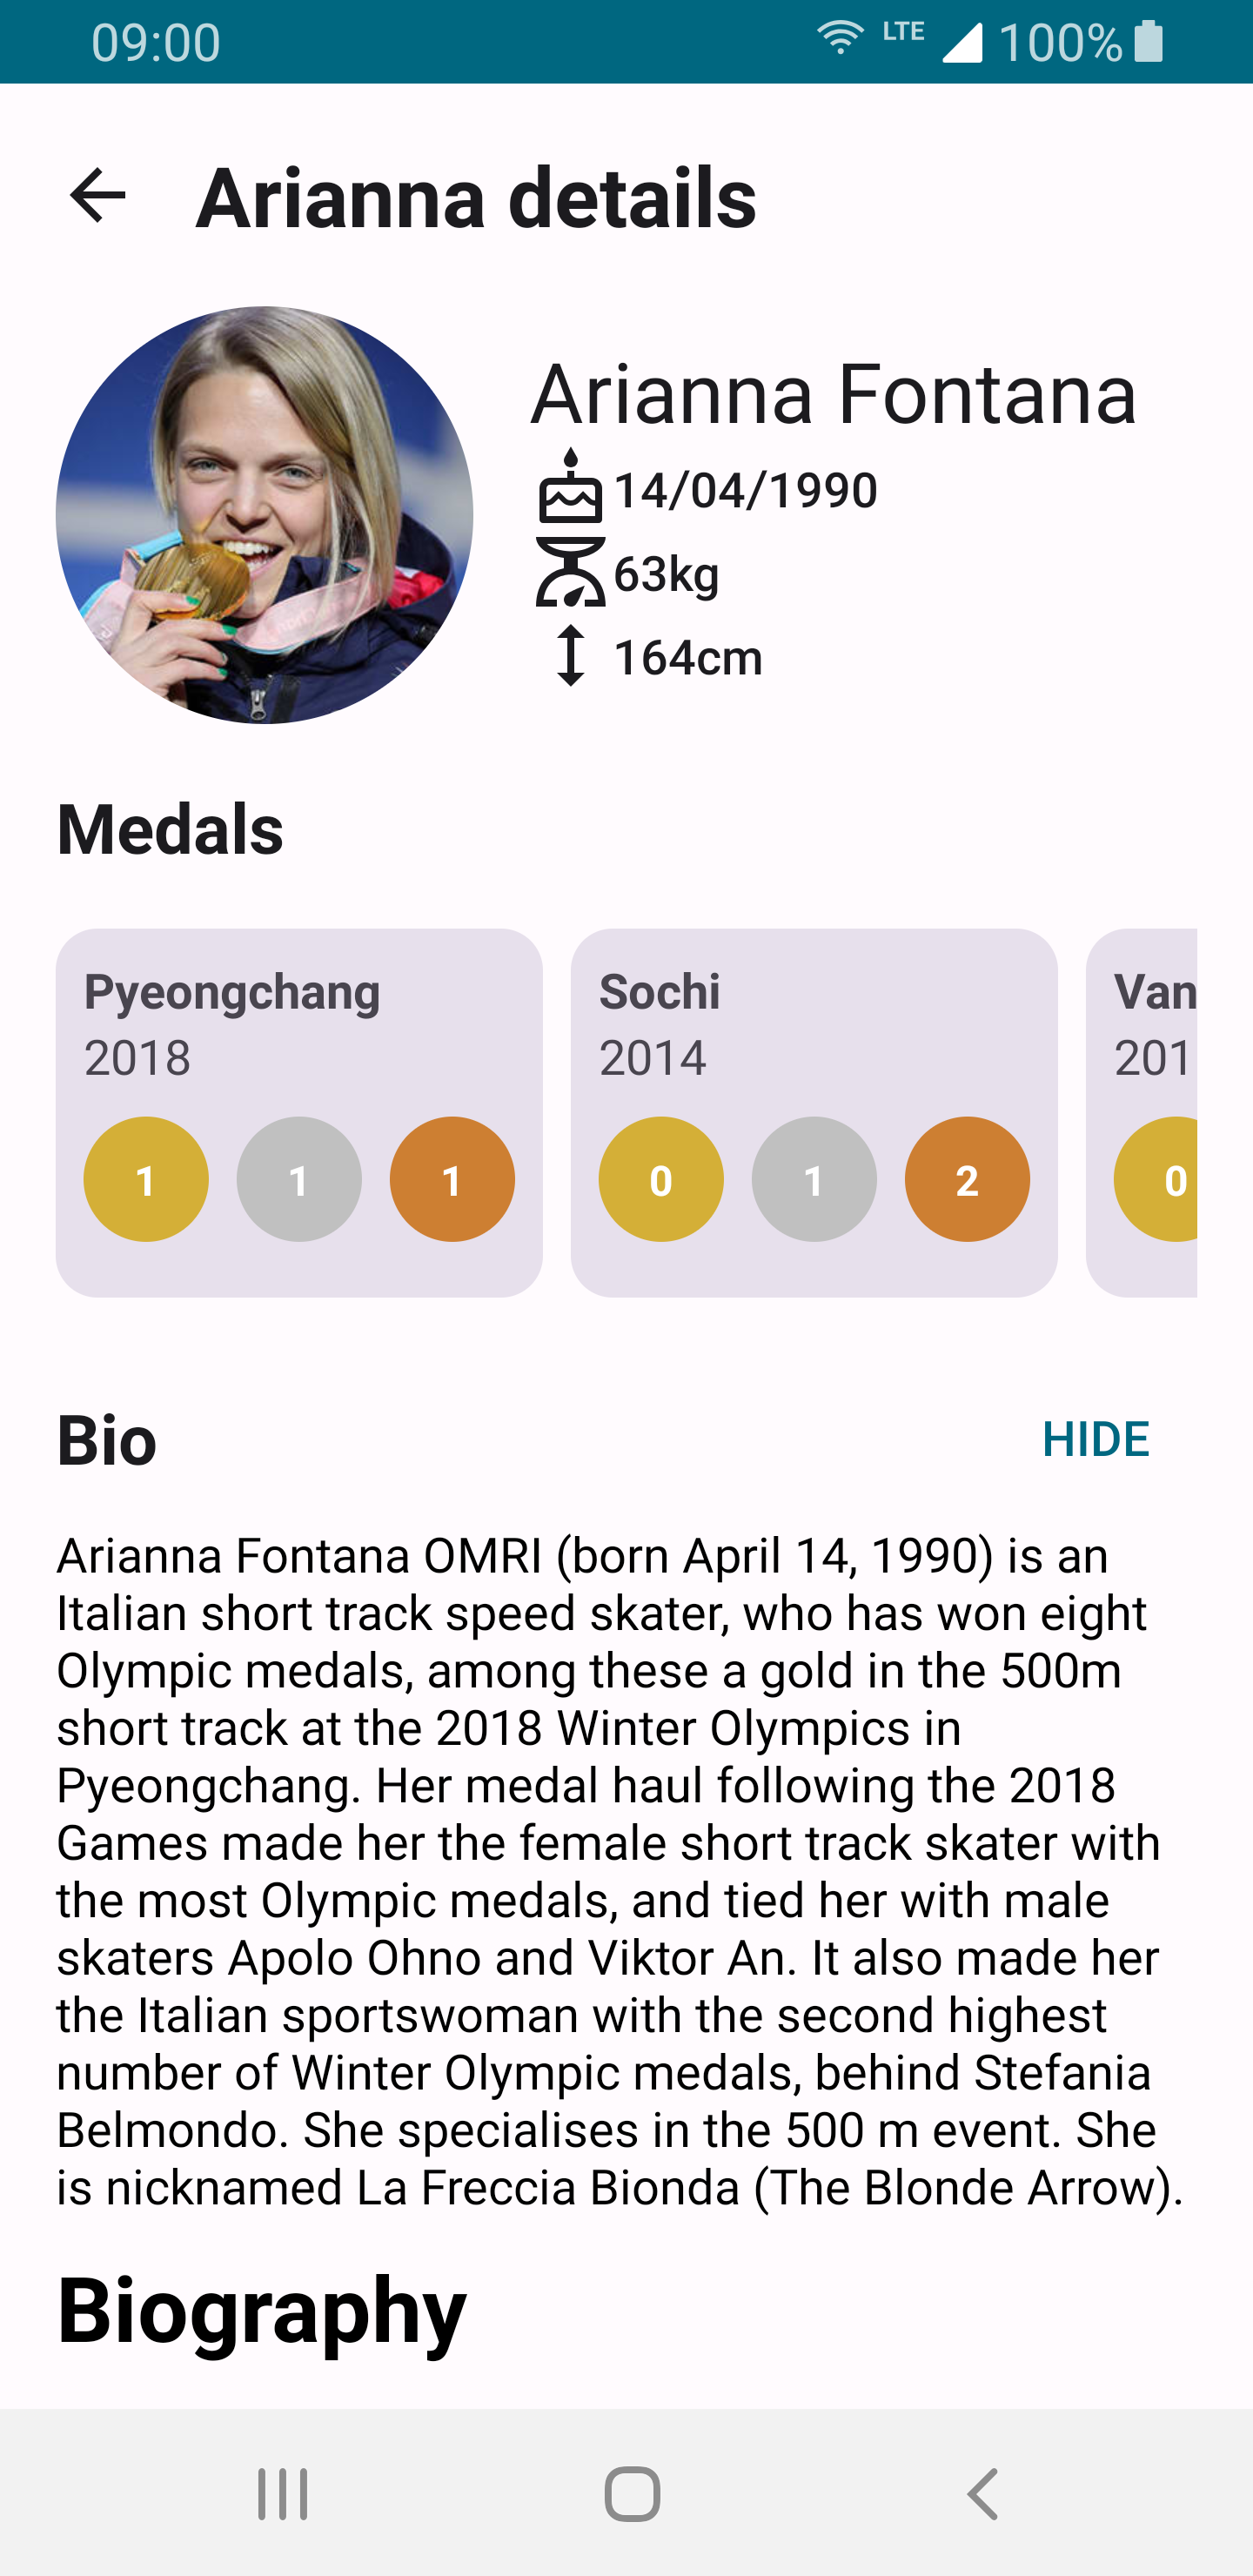 09:00 LTE 100%
Arianna details
Arianna Fontana
14/04/1990
63kg
164cm
Medals
Pyeongchang
2018
1 1 1
Sochi
2014
0 1 2
Van
201
0
Bio HIDE
Arianna Fontana OMRI (born April 14, 1990) is an
Italian short track speed skater, who has won eight
Olympic medals, among these a gold in the 500m
short track at the 2018 Winter Olympics in
Pyeongchang. Her medal haul following the 2018
Games made her the female short track skater with
the most Olympic medals, and tied her with male
skaters Apolo Ohno and Viktor An. It also made her
the Italian sportswoman with the second highest
number of Winter Olympic medals, behind Stefania
Belmondo. She specialises in the 500 m event. She
is nicknamed La Freccia Bionda (The Blonde Arrow).
Biography